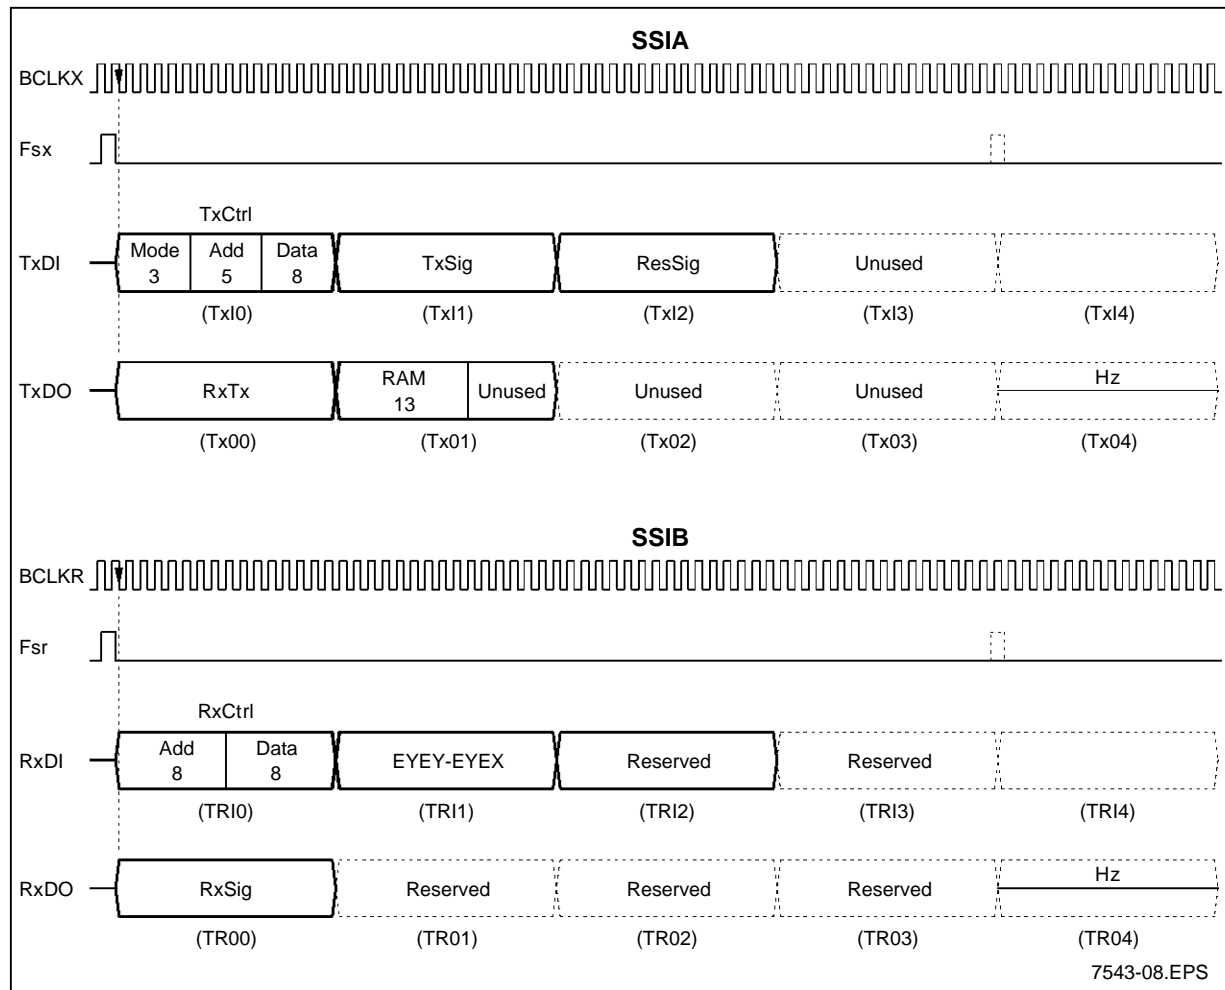 SSIA
BCLKX
Fsx
TxCtrl
TxDI
Mode 3
Add 5
Data 8
TxSig
ResSig
Unused
(TxI0)
(TxI1)
(TxI2)
(TxI3)
(TxI4)
TxDO
RxTx
RAM 13
Unused
Unused
Unused
Hz
(Tx00)
(Tx01)
(Tx02)
(Tx03)
(Tx04)
SSIB
BCLKR
Fsr
RxCtrl
RxDI
Add 8
Data 8
EYEY-EYEX
Reserved
Reserved
(TRI0)
(TRI1)
(TRI2)
(TRI3)
(TRI4)
RxDO
RxSig
Reserved
Reserved
Reserved
Hz
(TR00)
(TR01)
(TR02)
(TR03)
(TR04)
7543-08.EPS